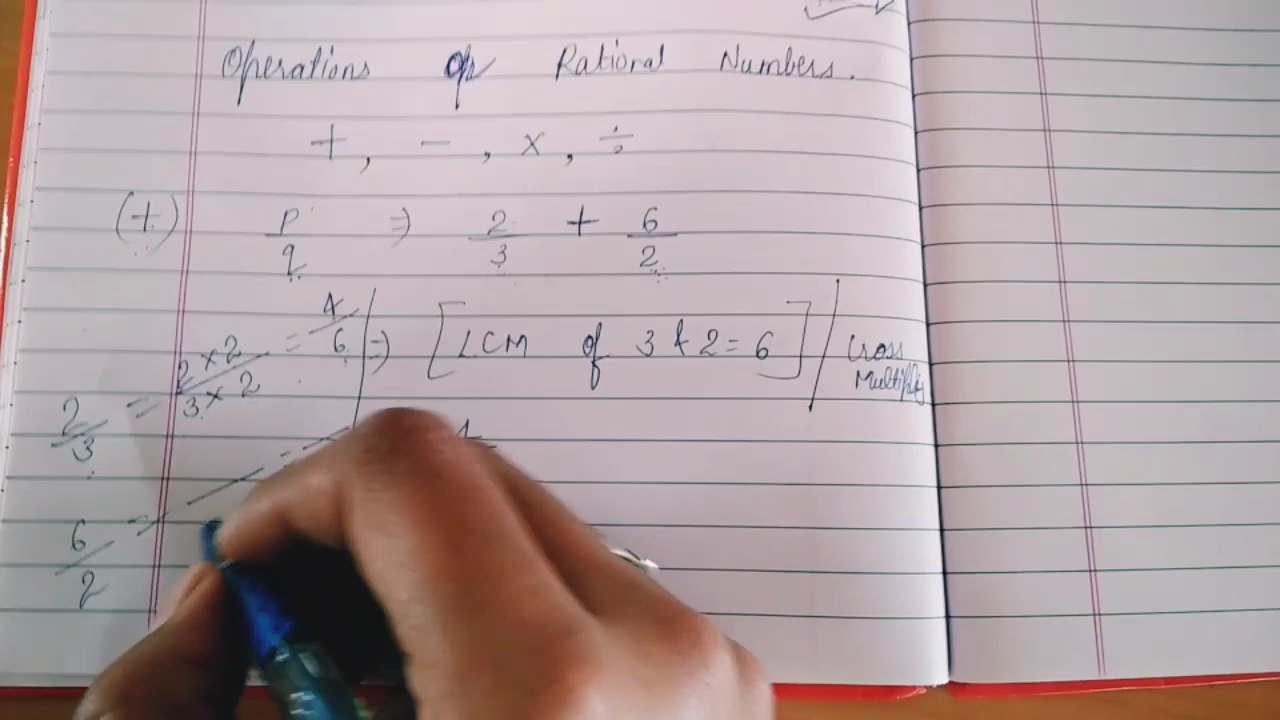 Operations of Rational Numbers.
+, - , × , ÷
(+) p/q ⇒ 2/3 + 6/2
2/3 = 2×2/3×2 = 4/6
⇒ [LCM of 3 & 2 = 6]
Cross
Multiply
6/2 =
4